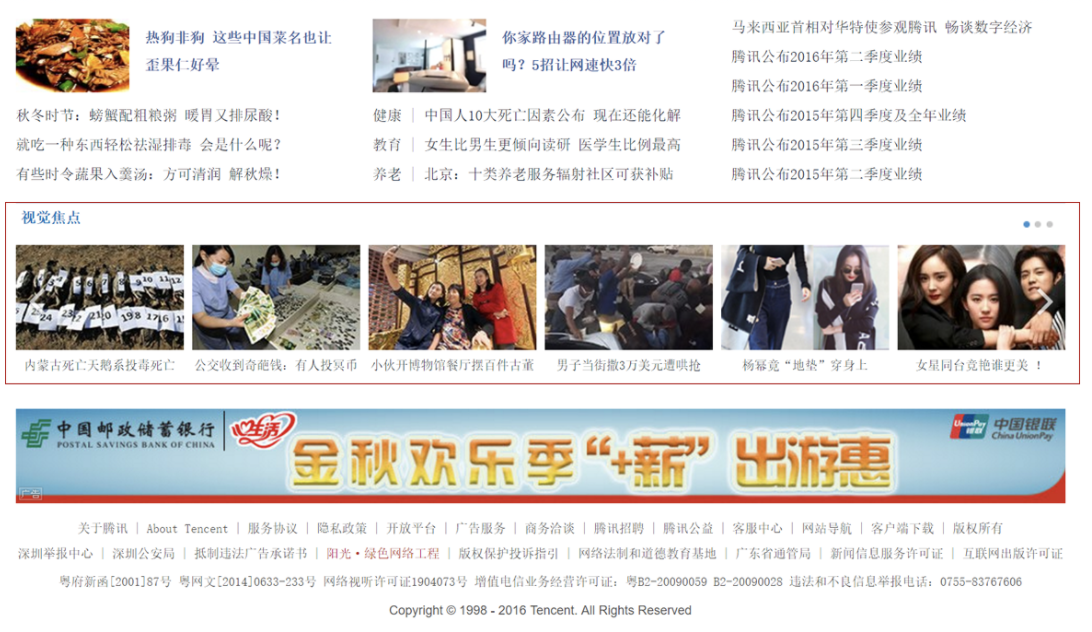 热狗非狗 这些中国菜名也让
歪果仁好晕
秋冬时节：螃蟹配粗粮粥 暖胃又排尿酸！
就吃一种东西轻松祛湿排毒 会是什么呢？
有些时令蔬果入羹汤：方可清润 解秋燥！
你家路由器的位置放对了
吗？5招让网速快3倍
健康 | 中国人10大死亡因素公布 现在还能化解
教育 | 女生比男生更倾向读研 医学生比例最高
养老 | 北京：十类养老服务辐射社区可获补贴
马来西亚首相对华特使参观腾讯 畅谈数字经济
腾讯公布2016年第二季度业绩
腾讯公布2016年第一季度业绩
腾讯公布2015年第四季度及全年业绩
腾讯公布2015年第三季度业绩
腾讯公布2015年第二季度业绩
视觉焦点
内蒙古死亡天鹅系投毒死亡
公交收到奇葩钱：有人投冥币
小伙开博物馆餐厅摆百件古董
男子当街撒3万美元遭哄抢
杨幂竟“地垫”穿身上
女星同台竞艳谁更美 ！
中国邮政储蓄银行
POSTAL SAVINGS BANK OF CHINA
心生活
金秋欢乐季“+薪”出游惠
UnionPay
银联
中国银联
China UnionPay
广告
关于腾讯 | About Tencent | 服务协议 | 隐私政策 | 开放平台 | 广告服务 | 商务洽谈 | 腾讯招聘 | 腾讯公益 | 客服中心 | 网站导航 | 客户端下载 | 版权所有
深圳举报中心 | 深圳公安局 | 抵制违法广告承诺书 | 阳光·绿色网络工程 | 版权保护投诉指引 | 网络法制和道德教育基地 | 广东省通管局 | 新闻信息服务许可证 | 互联网出版许可证
粤府新函[2001]87号 粤网文[2014]0633-233号 网络视听许可证1904073号 增值电信业务经营许可证：粤B2-20090059 B2-20090028 违法和不良信息举报电话：0755-83767606
Copyright © 1998 - 2016 Tencent. All Rights Reserved